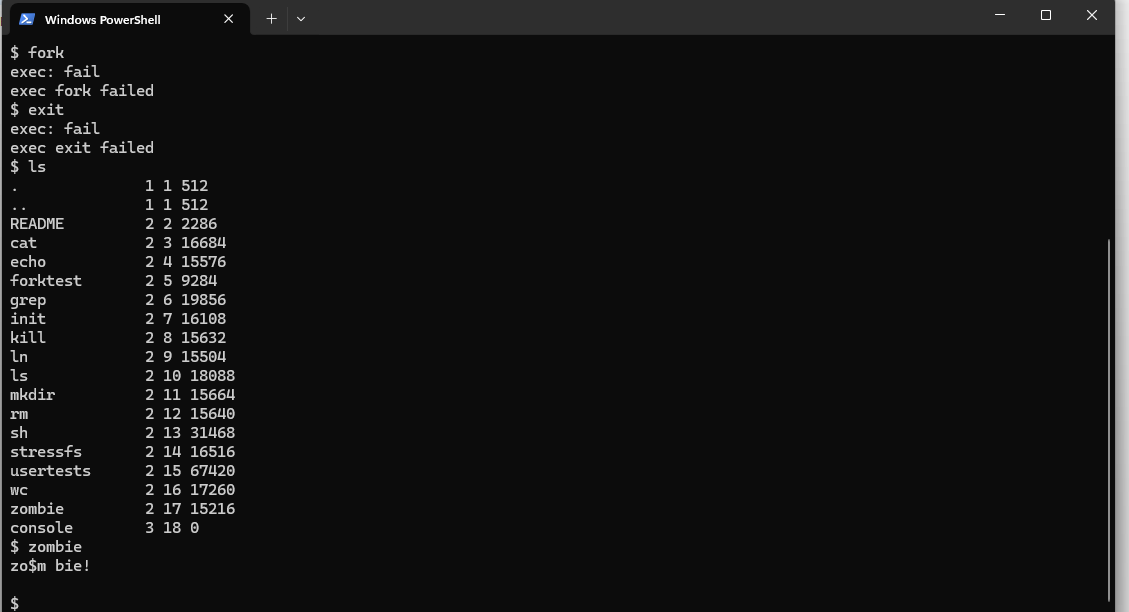 Windows PowerShell
$ fork
exec: fail
exec fork failed
$ exit
exec: fail
exec exit failed
$ ls
. 1 1 512
.. 1 1 512
README 2 2 2286
cat 2 3 16684
echo 2 4 15576
forktest 2 5 9284
grep 2 6 19856
init 2 7 16108
kill 2 8 15632
ln 2 9 15504
ls 2 10 18088
mkdir 2 11 15664
rm 2 12 15640
sh 2 13 31468
stressfs 2 14 16516
usertests 2 15 67420
wc 2 16 17260
zombie 2 17 15216
console 3 18 0
$ zombie
zo$m bie!
$